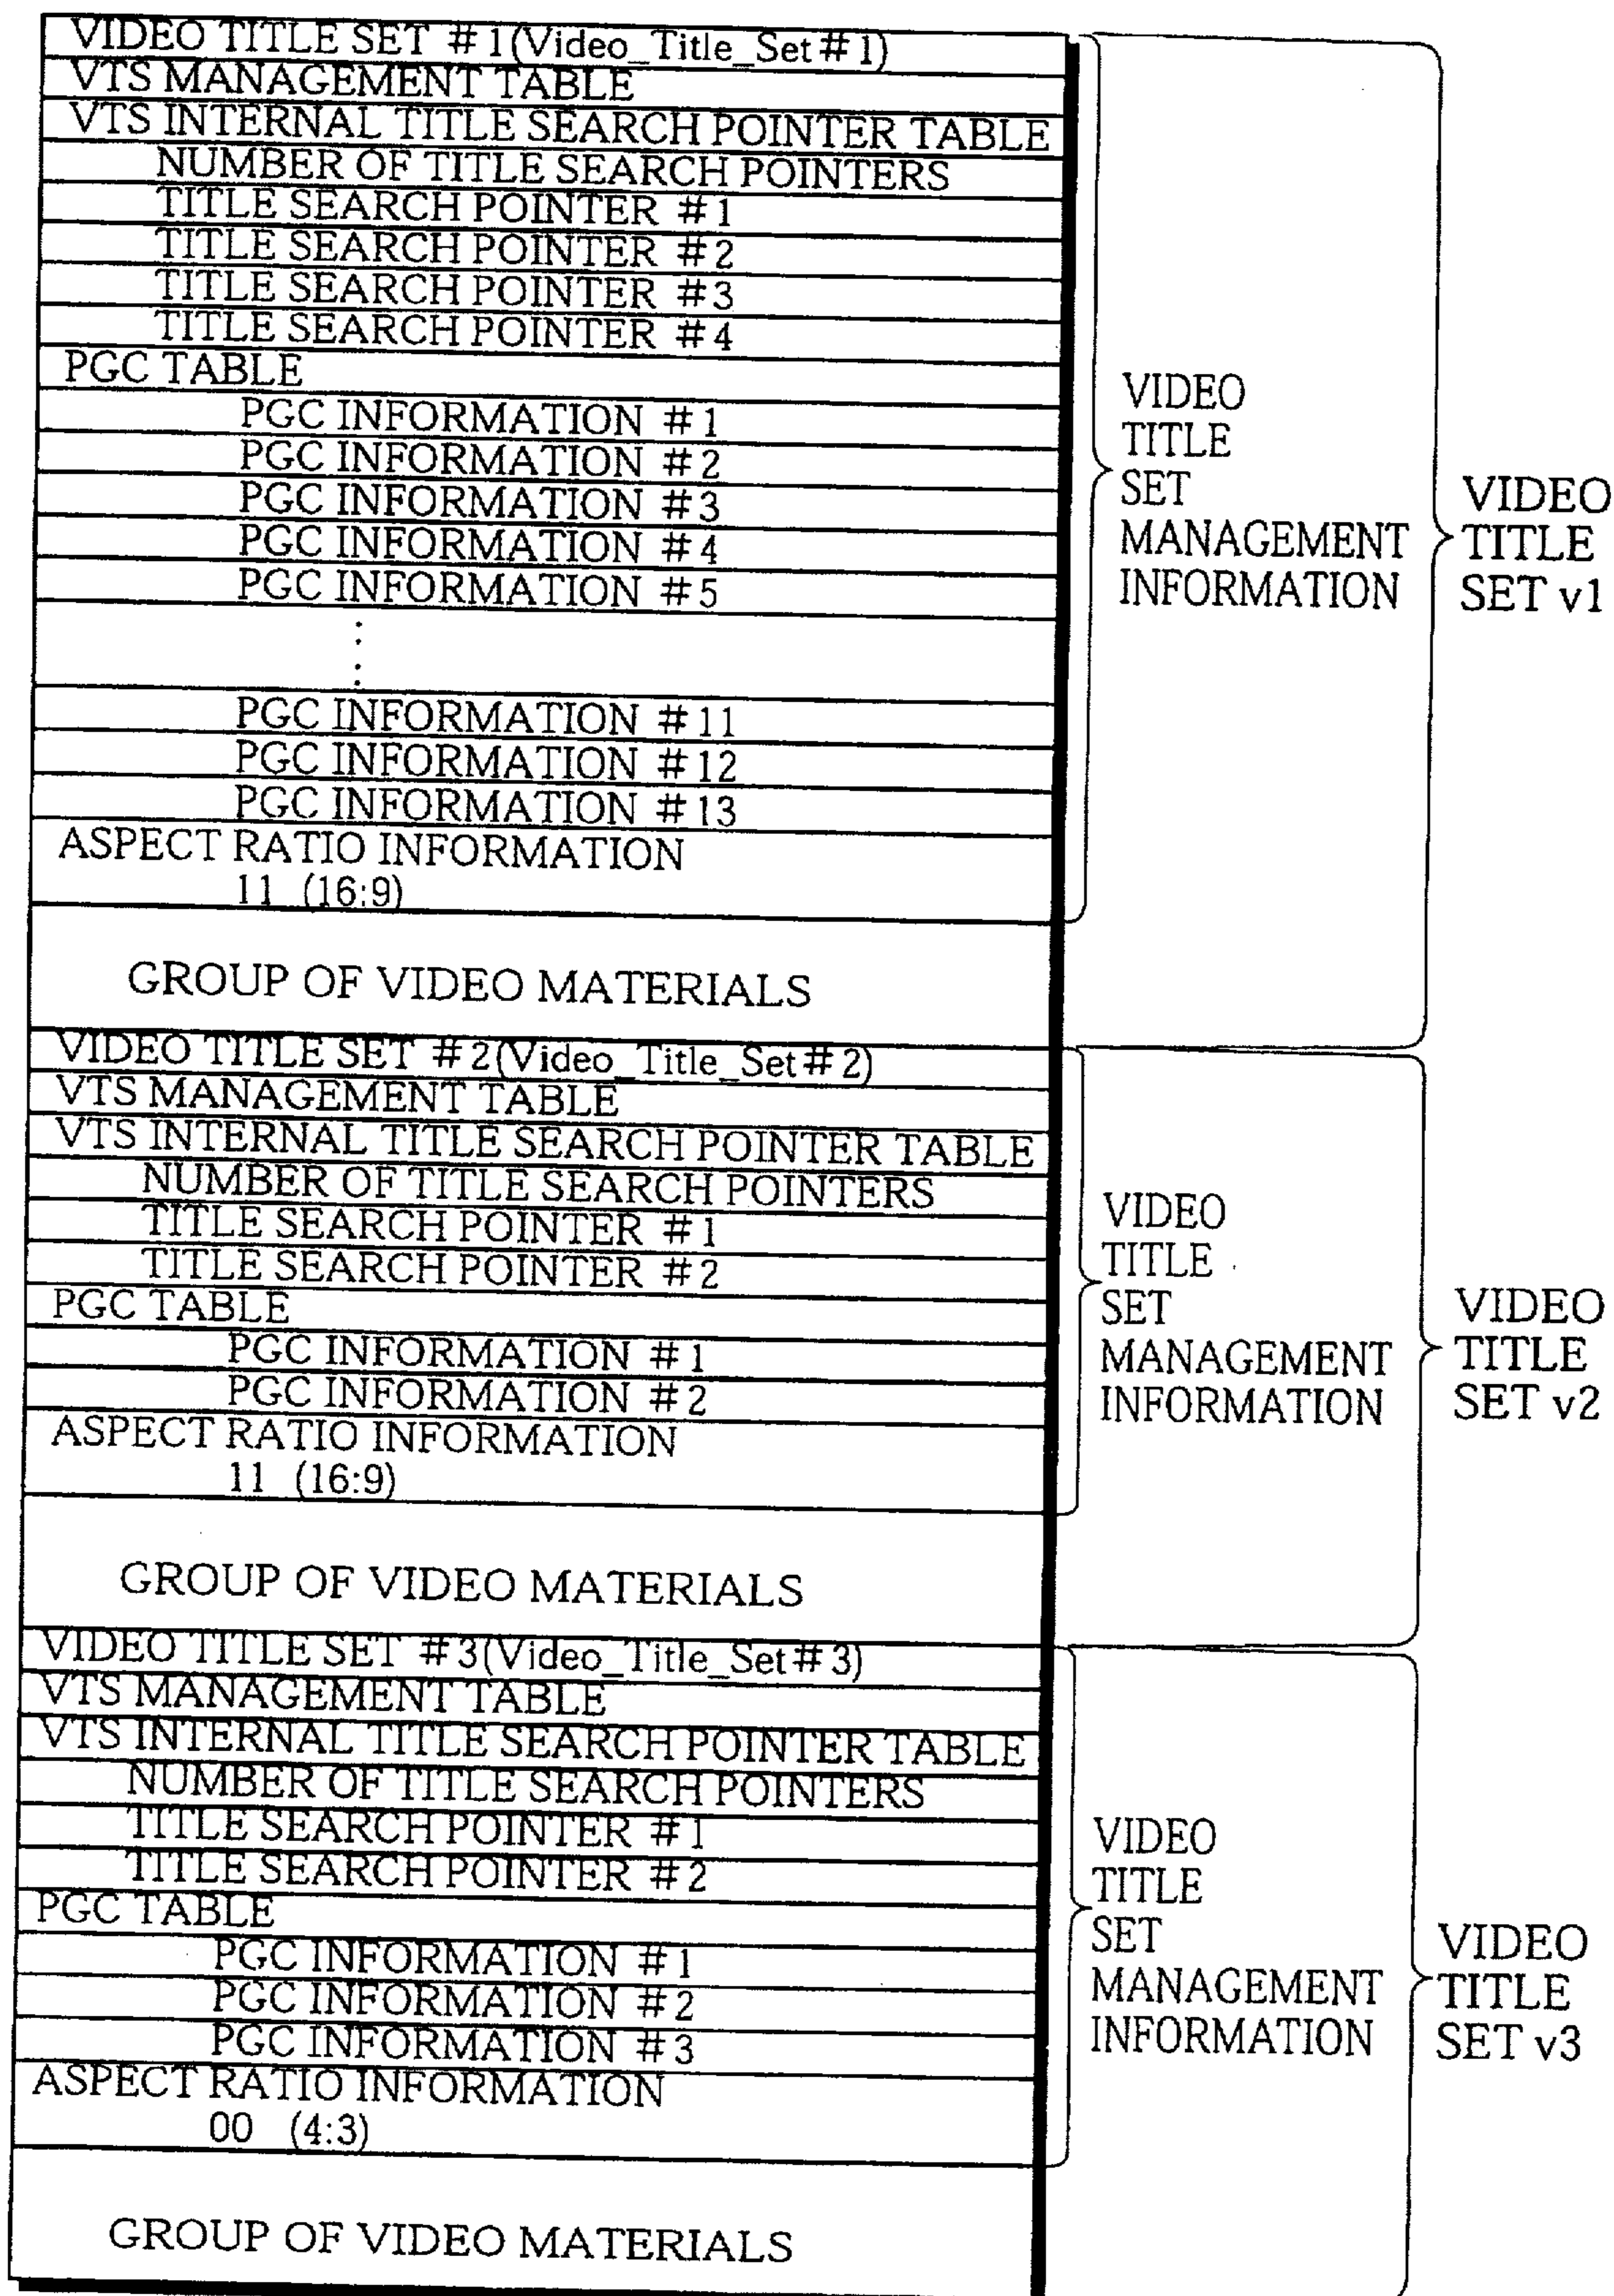 VIDEO TITLE SET #1(Video_Title_Set#1)
VTS MANAGEMENT TABLE
VTS INTERNAL TITLE SEARCH POINTER TABLE
NUMBER OF TITLE SEARCH POINTERS
TITLE SEARCH POINTER #1
TITLE SEARCH POINTER #2
TITLE SEARCH POINTER #3
TITLE SEARCH POINTER #4
PGC TABLE
PGC INFORMATION #1
PGC INFORMATION #2
PGC INFORMATION #3
PGC INFORMATION #4
PGC INFORMATION #5
PGC INFORMATION #11
PGC INFORMATION #12
PGC INFORMATION #13
ASPECT RATIO INFORMATION
11 (16:9)
GROUP OF VIDEO MATERIALS
VIDEO
TITLE
SET
MANAGEMENT
INFORMATION
VIDEO
TITLE
SET v1
VIDEO TITLE SET #2(Video_Title_Set#2)
VTS MANAGEMENT TABLE
VTS INTERNAL TITLE SEARCH POINTER TABLE
NUMBER OF TITLE SEARCH POINTERS
TITLE SEARCH POINTER #1
TITLE SEARCH POINTER #2
PGC TABLE
PGC INFORMATION #1
PGC INFORMATION #2
ASPECT RATIO INFORMATION
11 (16:9)
GROUP OF VIDEO MATERIALS
VIDEO
TITLE
SET
MANAGEMENT
INFORMATION
VIDEO
TITLE
SET v2
VIDEO TITLE SET #3(Video_Title_Set#3)
VTS MANAGEMENT TABLE
VTS INTERNAL TITLE SEARCH POINTER TABLE
NUMBER OF TITLE SEARCH POINTERS
TITLE SEARCH POINTER #1
TITLE SEARCH POINTER #2
PGC TABLE
PGC INFORMATION #1
PGC INFORMATION #2
PGC INFORMATION #3
ASPECT RATIO INFORMATION
00 (4:3)
GROUP OF VIDEO MATERIALS
VIDEO
TITLE
SET
MANAGEMENT
INFORMATION
VIDEO
TITLE
SET v3